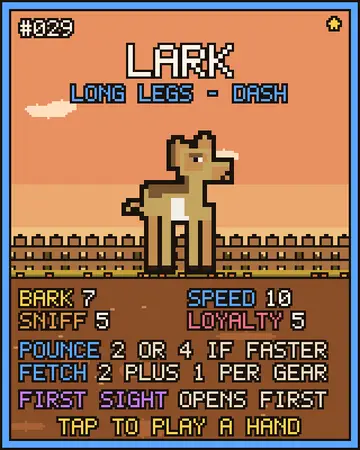 #029
LARK
LONG LEGS - DASH
BARK 7 SPEED 10
SNIFF 5 LOYALTY 5
POUNCE 2 OR 4 IF FASTER
FETCH 2 PLUS 1 PER GEAR
FIRST SIGHT OPENS FIRST
TAP TO PLAY A HAND